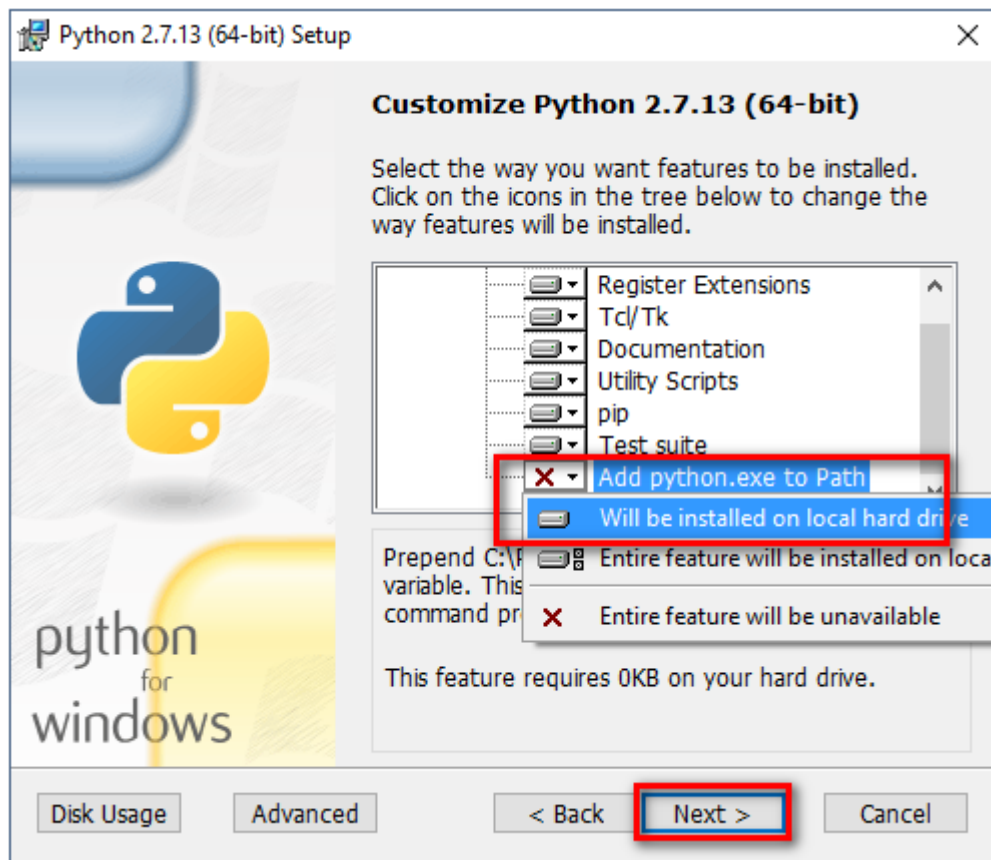 Python 2.7.13 (64-bit) Setup
Customize Python 2.7.13 (64-bit)
Select the way you want features to be installed.
Click on the icons in the tree below to change the
way features will be installed.
Register Extensions
Tcl/Tk
Documentation
Utility Scripts
pip
Test suite
Add python.exe to Path
Will be installed on local hard drive
Entire feature will be installed on loca
Entire feature will be unavailable
Prepend C:\
variable. This
command pr
This feature requires 0KB on your hard drive.
python
for
windows
Disk Usage
Advanced
< Back
Next >
Cancel